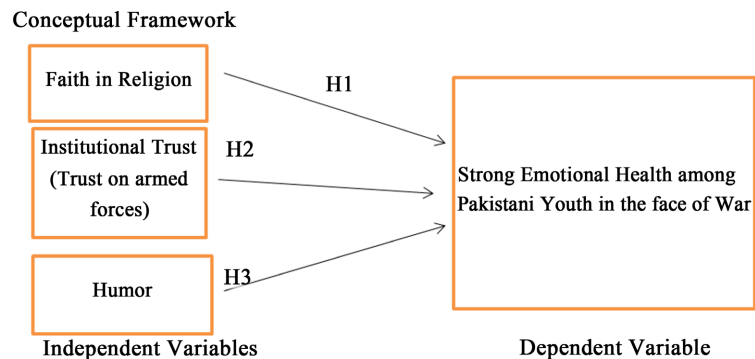 Conceptual Framework
Faith in Religion
H1
Institutional Trust
(Trust on armed
forces)
H2
Strong Emotional Health among
Pakistani Youth in the face of War
Humor
H3
Independent Variables
Dependent Variable